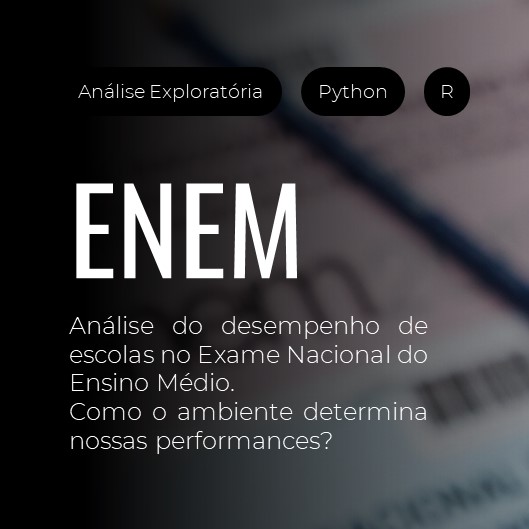 Análise Exploratória Python R
ENEM
Análise do desempenho de
escolas no Exame Nacional do
Ensino Médio.
Como o ambiente determina
nossas performances?